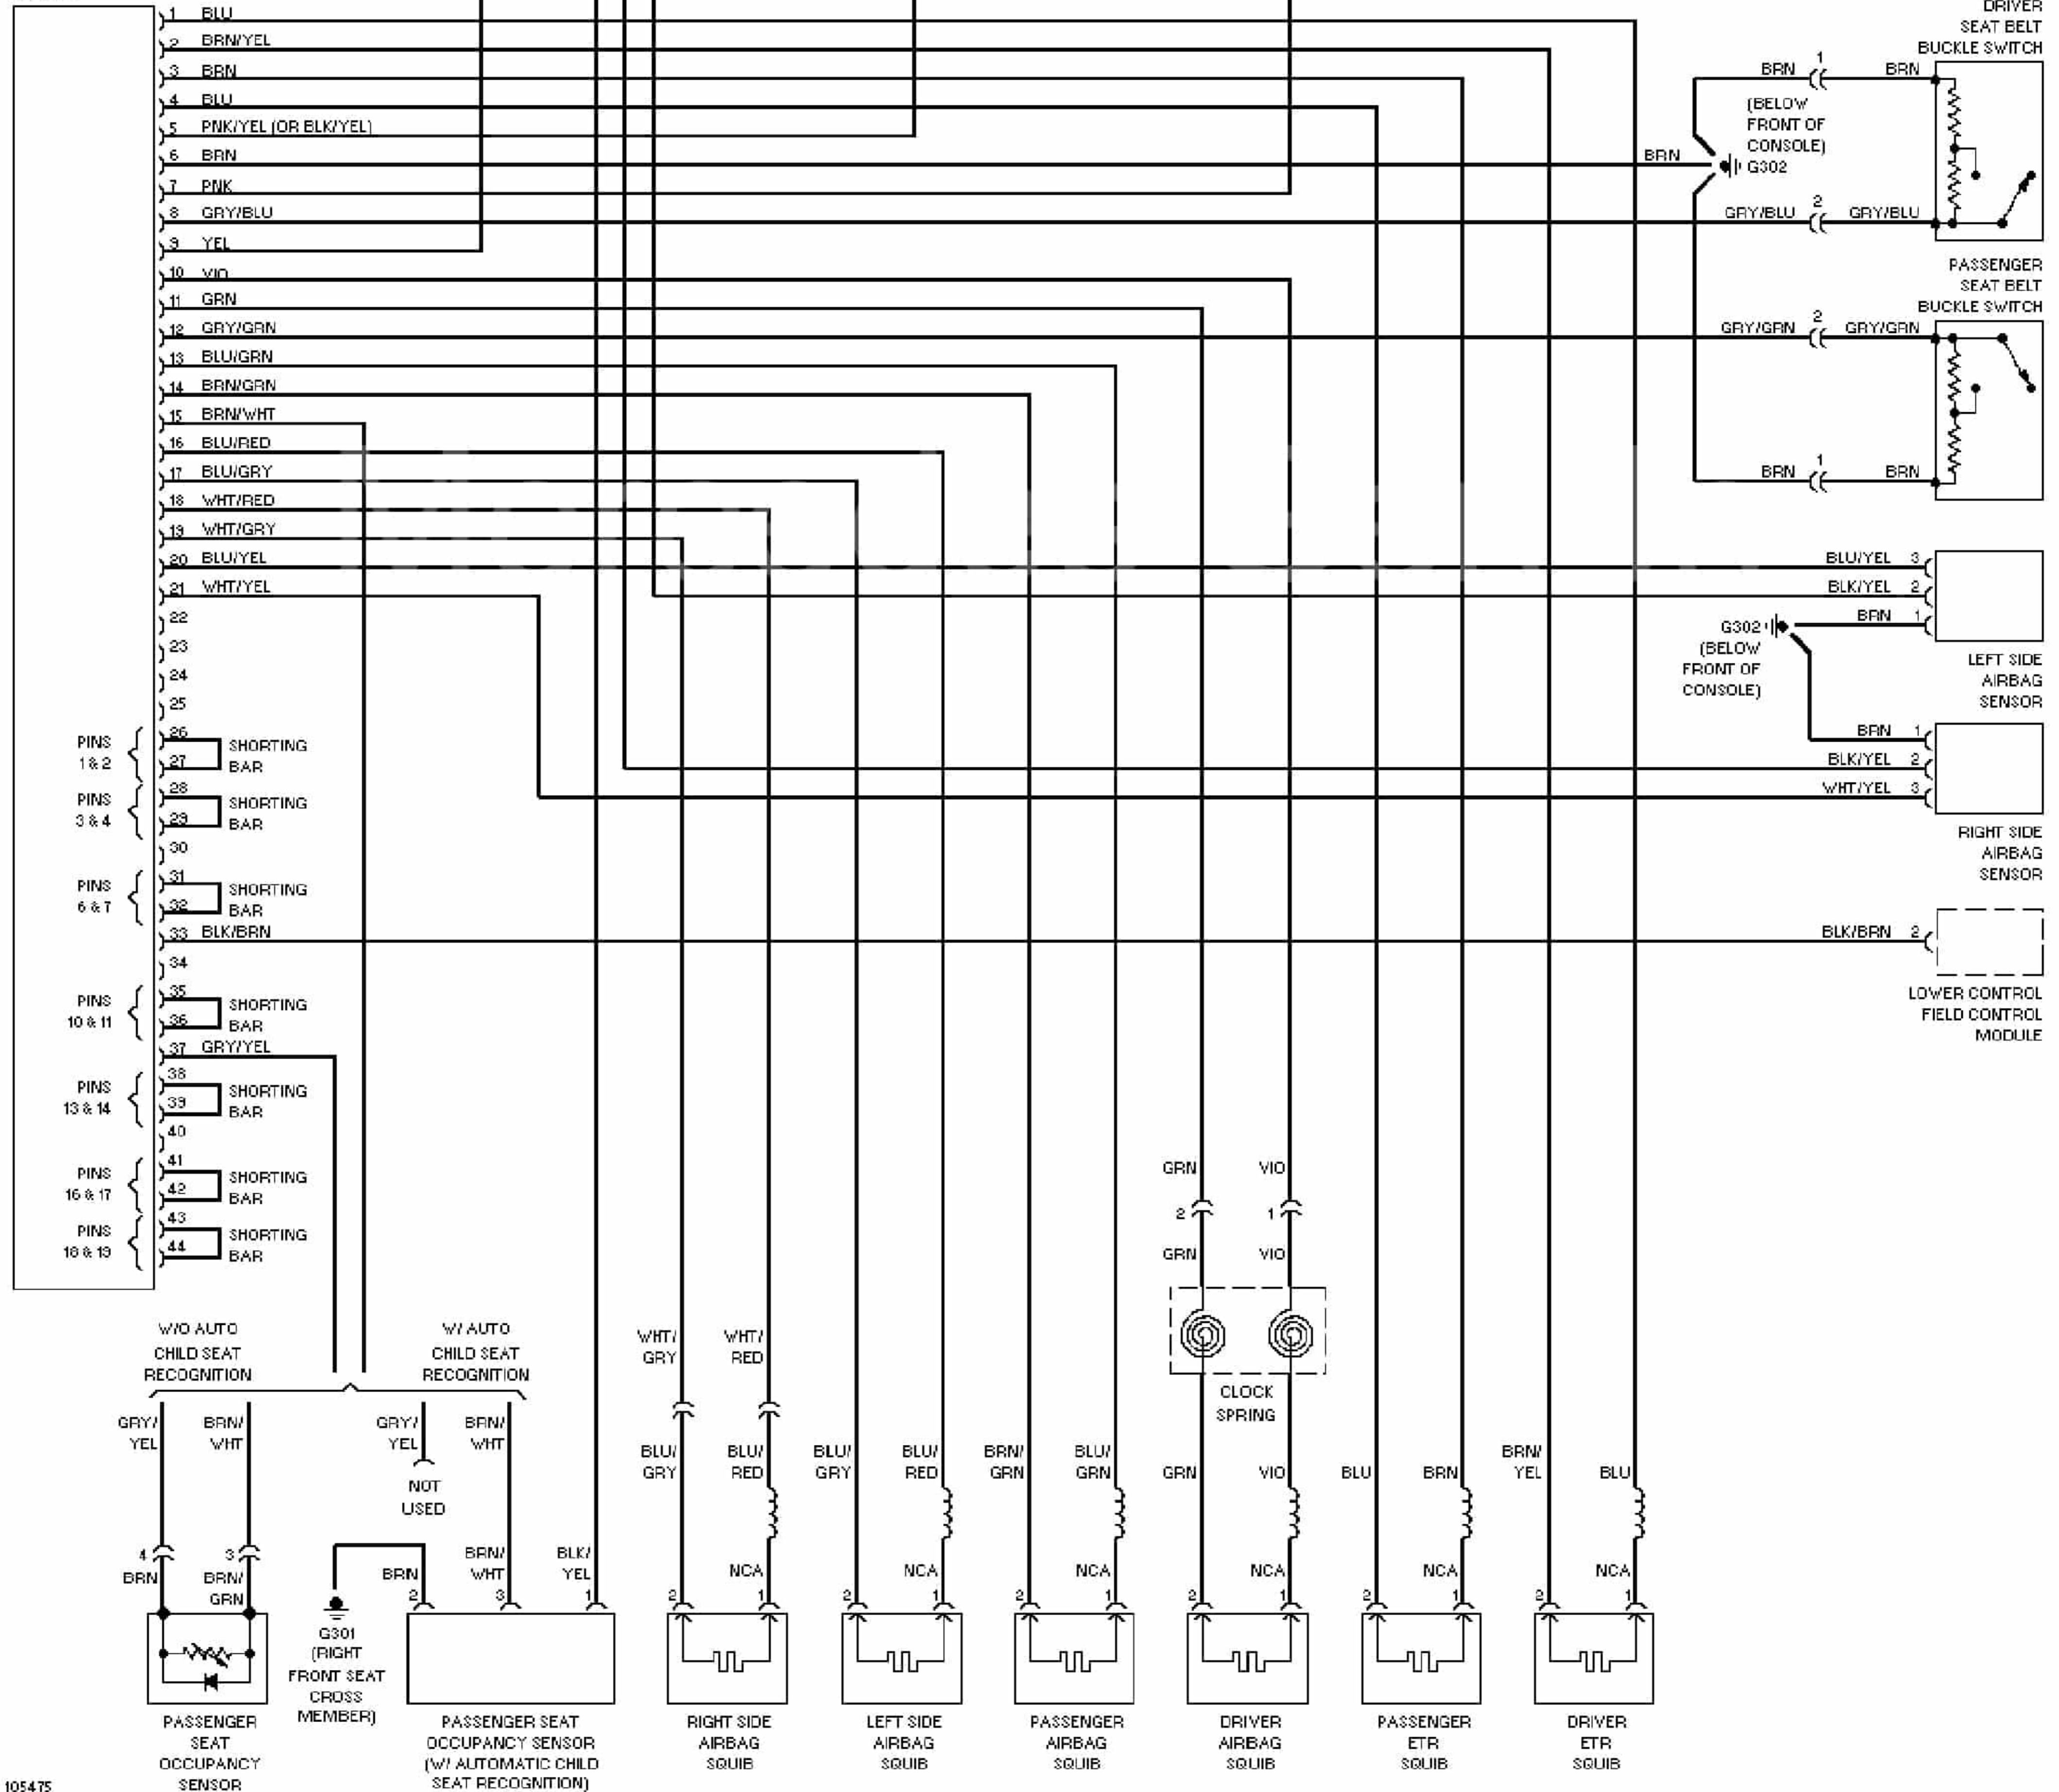 1 BLU
2 BRN/YEL
3 BRN
4 BLU
5 PNK/YEL (OR BLK/YEL)
6 BRN
7 PNK
8 GRY/BLU
9 YEL
10 VIO
11 GRN
12 GRY/GRN
13 BLU/GRN
14 BRN/GRN
15 BRN/WHT
16 BLU/RED
17 BLU/GRY
18 WHT/RED
19 WHT/GRY
20 BLU/YEL
21 WHT/YEL
22
23
24
25
26
PINS
1 & 2
27
SHORTING
BAR
28
PINS
3 & 4
29
SHORTING
BAR
30
31
PINS
6 & 7
32
SHORTING
BAR
33 BLK/BRN
34
35
PINS
10 & 11
36
SHORTING
BAR
37 GRY/YEL
38
PINS
13 & 14
39
SHORTING
BAR
40
41
PINS
16 & 17
42
SHORTING
BAR
43
PINS
18 & 19
44
SHORTING
BAR
DRIVER
SEAT BELT
BUCKLE SWITCH
BRN 1 BRN
(BELOW
FRONT OF
CONSOLE)
BRN
G302
GRY/BLU 2 GRY/BLU
PASSENGER
SEAT BELT
BUCKLE SWITCH
GRY/GRN 2 GRY/GRN
BRN 1 BRN
BLU/YEL 3
BLK/YEL 2
BRN 1
G302
(BELOW
FRONT OF
CONSOLE)
LEFT SIDE
AIRBAG
SENSOR
BRN 1
BLK/YEL 2
WHT/YEL 3
RIGHT SIDE
AIRBAG
SENSOR
BLK/BRN 2
LOWER CONTROL
FIELD CONTROL
MODULE
GRN VIO
2 1
GRN VIO
CLOCK
SPRING
W/O AUTO
CHILD SEAT
RECOGNITION
W/ AUTO
CHILD SEAT
RECOGNITION
WHT/
GRY
WHT/
RED
GRY/
YEL
BRN/
WHT
GRY/
YEL
BRN/
WHT
NOT
USED
BLU/
GRY
BLU/
RED
BLU/
GRY
BLU/
RED
BRN/
GRN
BLU/
GRN
GRN
VIO
BLU
BRN
BRN/
YEL
BLU
4
BRN
3
BRN/
GRN
BRN
2
BRN/
WHT
3
BLK/
YEL
1
2
NCA
1
2
NCA
1
2
NCA
1
2
NCA
1
2
NCA
1
2
NCA
1
G301
(RIGHT
FRONT SEAT
CROSS
MEMBER)
PASSENGER
SEAT
OCCUPANCY
SENSOR
PASSENGER SEAT
OCCUPANCY SENSOR
(W/ AUTOMATIC CHILD
SEAT RECOGNITION)
RIGHT SIDE
AIRBAG
SQUIB
LEFT SIDE
AIRBAG
SQUIB
PASSENGER
AIRBAG
SQUIB
DRIVER
AIRBAG
SQUIB
PASSENGER
ETR
SQUIB
DRIVER
ETR
SQUIB
105475